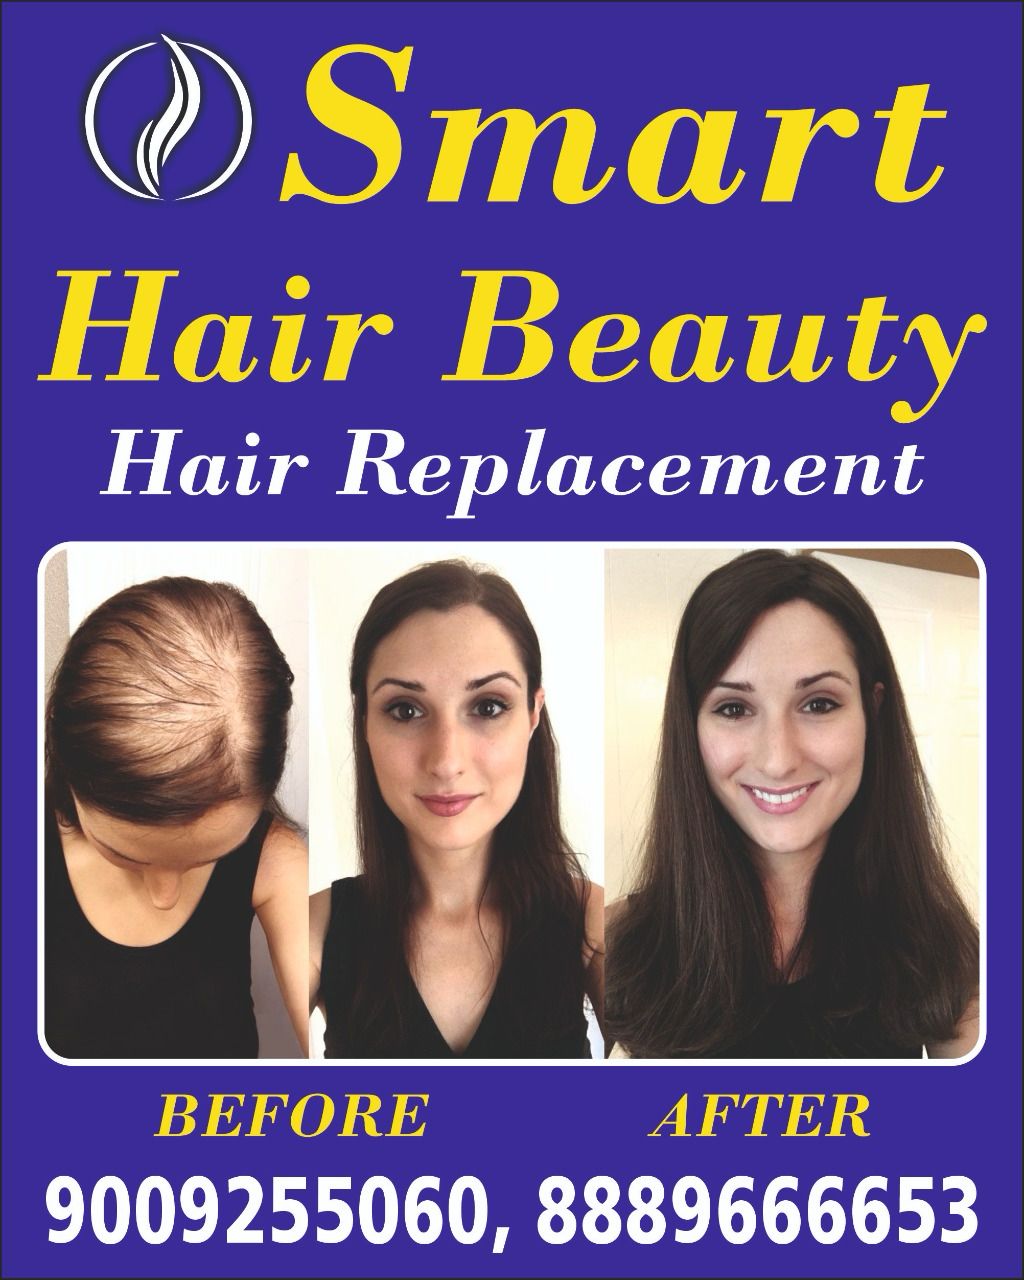 Smart
Hair Beauty
Hair Replacement
BEFORE AFTER
9009255060, 8889666653